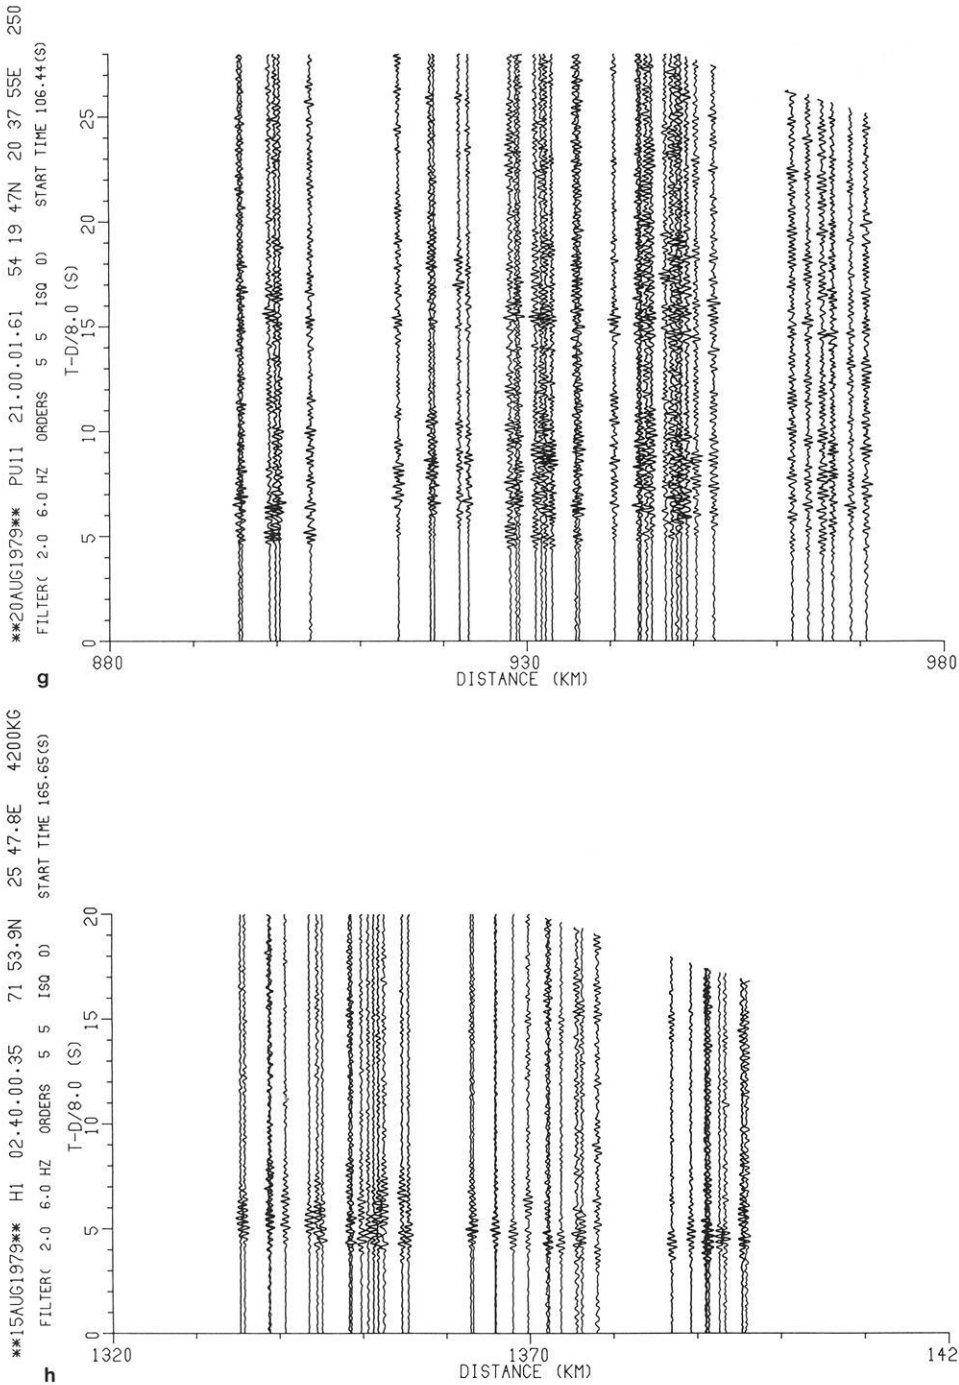 **20AUG1979** PU11 21.00.01.61 54 19 47N 20 37 55E 250
FILTER( 2.0 6.0 HZ ORDERS 5 5 ISQ 0) START TIME 106.44(S)
T-D/8.0 (S)
25
20
15
10
5
0
880 930 980
DISTANCE (KM)
g
**15AUG1979** H1 02.40.00.35 71 53.9N 25 47.8E 4200KG
FILTER( 2.0 6.0 HZ ORDERS 5 5 ISQ 0) START TIME 165.65(S)
T-D/8.0 (S)
20
15
10
5
0
1320 1370 142
DISTANCE (KM)
h